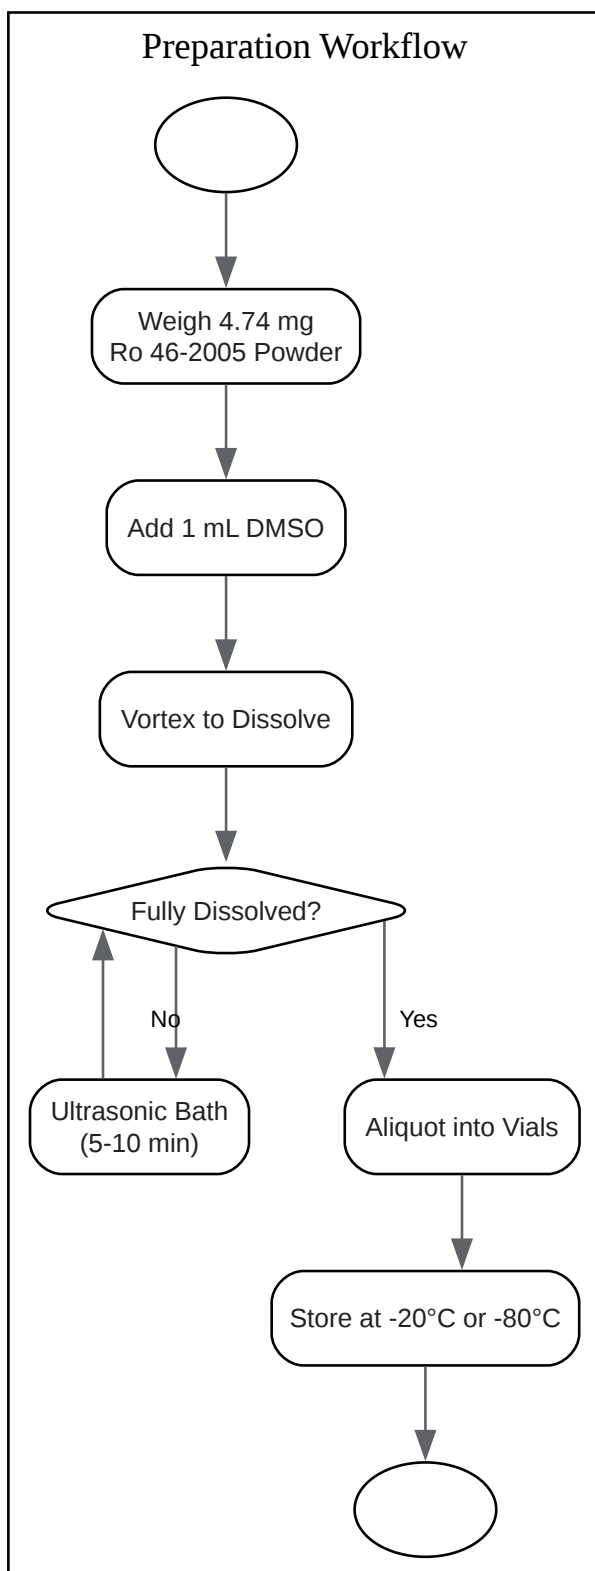 Preparation Workflow
Weigh 4.74 mg
Ro 46-2005 Powder
Add 1 mL DMSO
Vortex to Dissolve
Fully Dissolved?
No
Yes
Ultrasonic Bath
(5-10 min)
Aliquot into Vials
Store at -20°C or -80°C